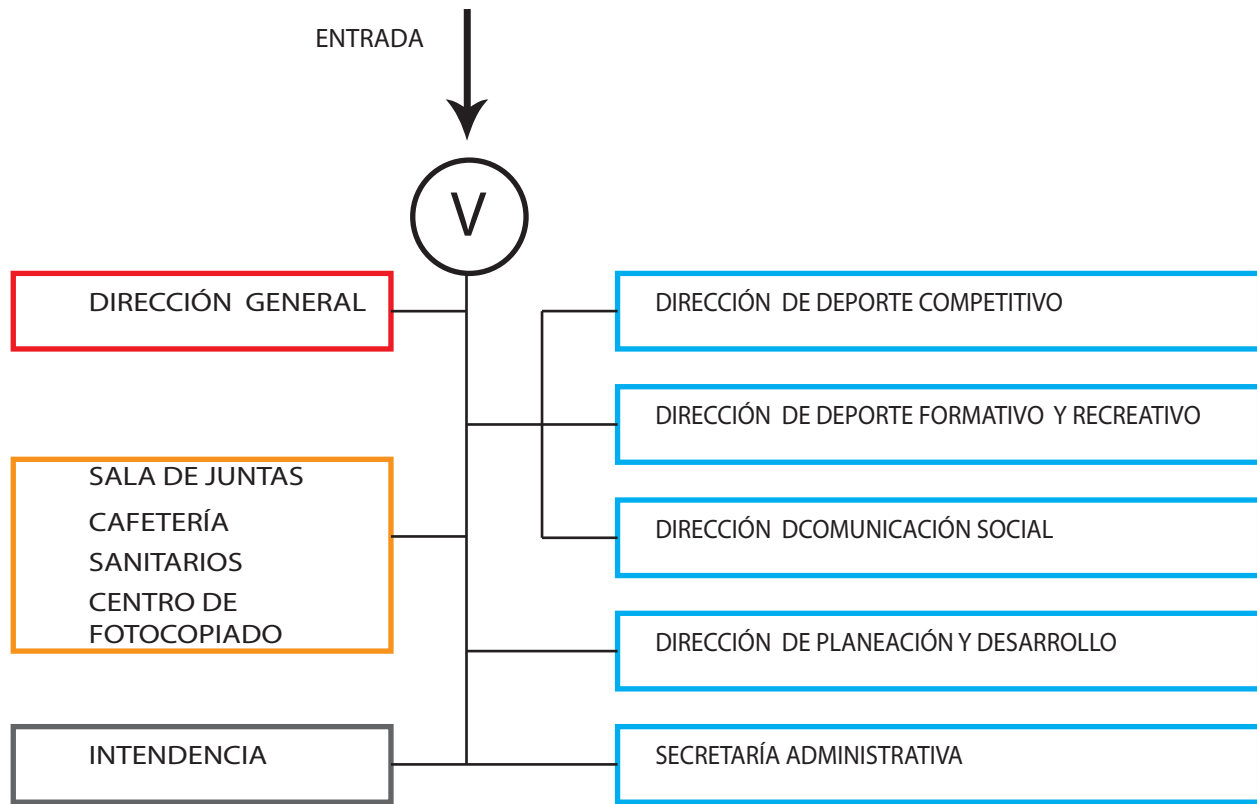 ENTRADA
V
DIRECCIÓN GENERAL
SALA DE JUNTAS
CAFETERÍA
SANITARIOS
CENTRO DE
FOTOCOPIADO
INTENDENCIA
DIRECCIÓN DE DEPORTE COMPETITIVO
DIRECCIÓN DE DEPORTE FORMATIVO Y RECREATIVO
DIRECCIÓN DCOMUNICACIÓN SOCIAL
DIRECCIÓN DE PLANEACIÓN Y DESARROLLO
SECRETARÍA ADMINISTRATIVA